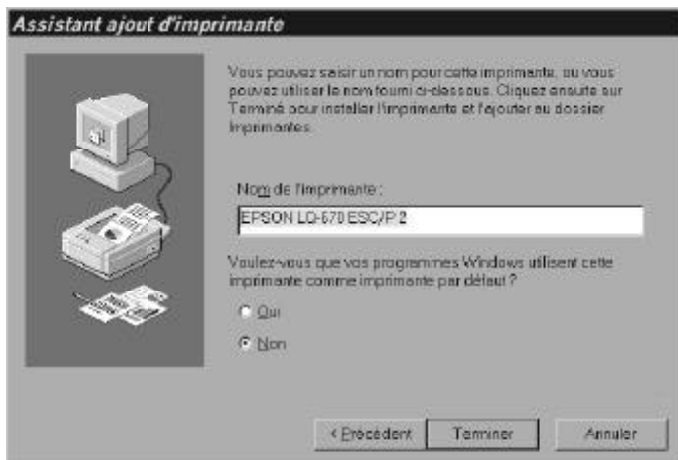 Assistant ajout d'imprimante
Vous pouvez saisir un nom pour cette imprimante, ou vous
pouvez utiliser le nom fourni ci-dessous. Cliquez ensuite sur
Terminé pour installer l'imprimante et l'ajouter au dossier
Imprimantes.
Nom de l'imprimante :
EPSON LQ-670 ESC/P 2
Voulez-vous que vos programmes Windows utilisent cette
imprimante comme imprimante par défaut ?
Oui
Non
< Précédent
Terminer
Annuler